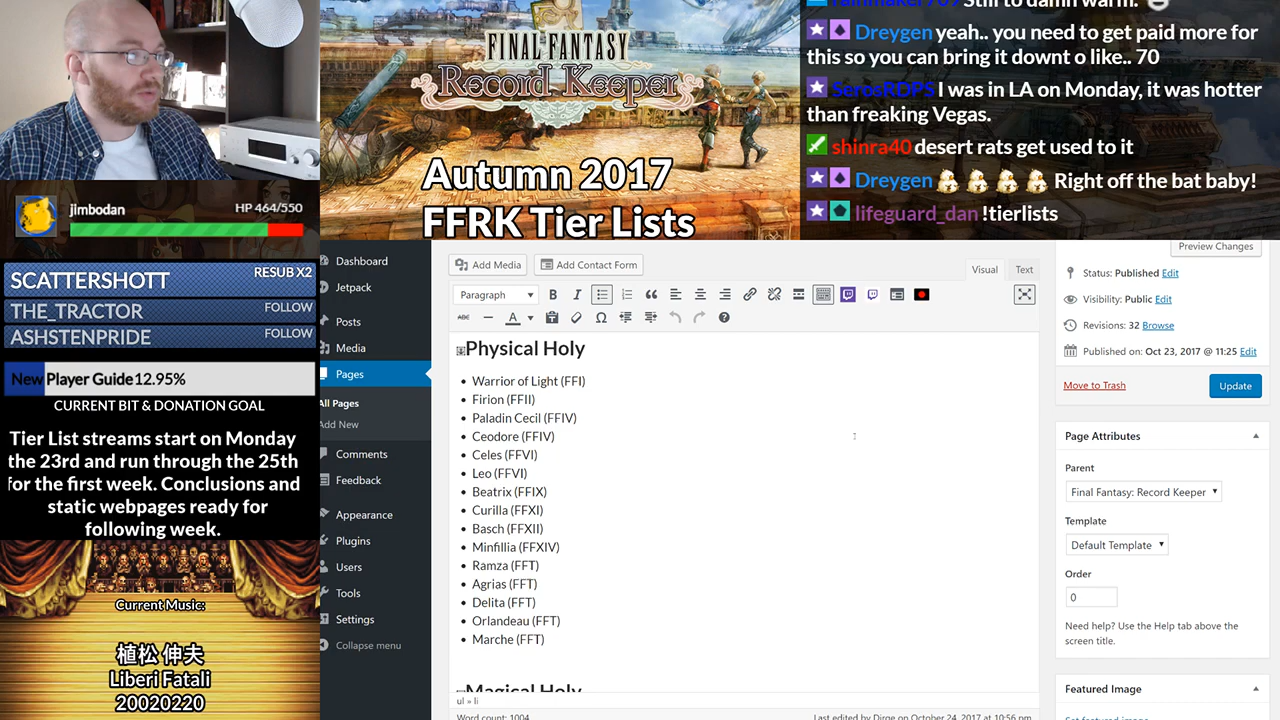 FINAL FANTASY
Record Keeper
Autumn 2017
FFRK Tier Lists
Still to damn warm.
Dreygen yeah.. you need to get paid more for
this so you can bring it downt o like.. 70
SerosRDPS I was in LA on Monday, it was hotter
than freaking Vegas.
shinra40 desert rats get used to it
Dreygen Right off the bat baby!
lifeguard_dan !tierlists
jimbodan
HP 464/550
SCATTERSHOTT RESUB X2
THE_TRACTOR FOLLOW
ASHSTENPRIDE FOLLOW
New Player Guide 12.95%
CURRENT BIT & DONATION GOAL
Tier List streams start on Monday
the 23rd and run through the 25th
for the first week. Conclusions and
static webpages ready for
following week.
Current Music:
植松 伸夫
Liberi Fatali
20020220
Dashboard
Jetpack
Posts
Media
Pages
All Pages
Add New
Comments
Feedback
Appearance
Plugins
Users
Tools
Settings
Collapse menu
Add Media
Add Contact Form
Visual
Text
Paragraph
B I
ABC
A
Physical Holy
Warrior of Light (FFI)
Firion (FFII)
Paladin Cecil (FFIV)
Ceodore (FFIV)
Celes (FFVI)
Leo (FFVI)
Beatrix (FFIX)
Curilla (FFXI)
Basch (FFXII)
Minfillia (FFXIV)
Ramza (FFT)
Agrias (FFT)
Delita (FFT)
Orlandeau (FFT)
Marche (FFT)
Magical Holy
ul » li
Word count: 1004
Last edited by Dirge on October 24, 2017 at 10:56 pm
Preview Changes
Status: Published Edit
Visibility: Public Edit
Revisions: 32 Browse
Published on: Oct 23, 2017 @ 11:25 Edit
Move to Trash
Update
Page Attributes
Parent
Final Fantasy: Record Keeper
Template
Default Template
Order
0
Need help? Use the Help tab above the
screen title.
Featured Image
Set featured image